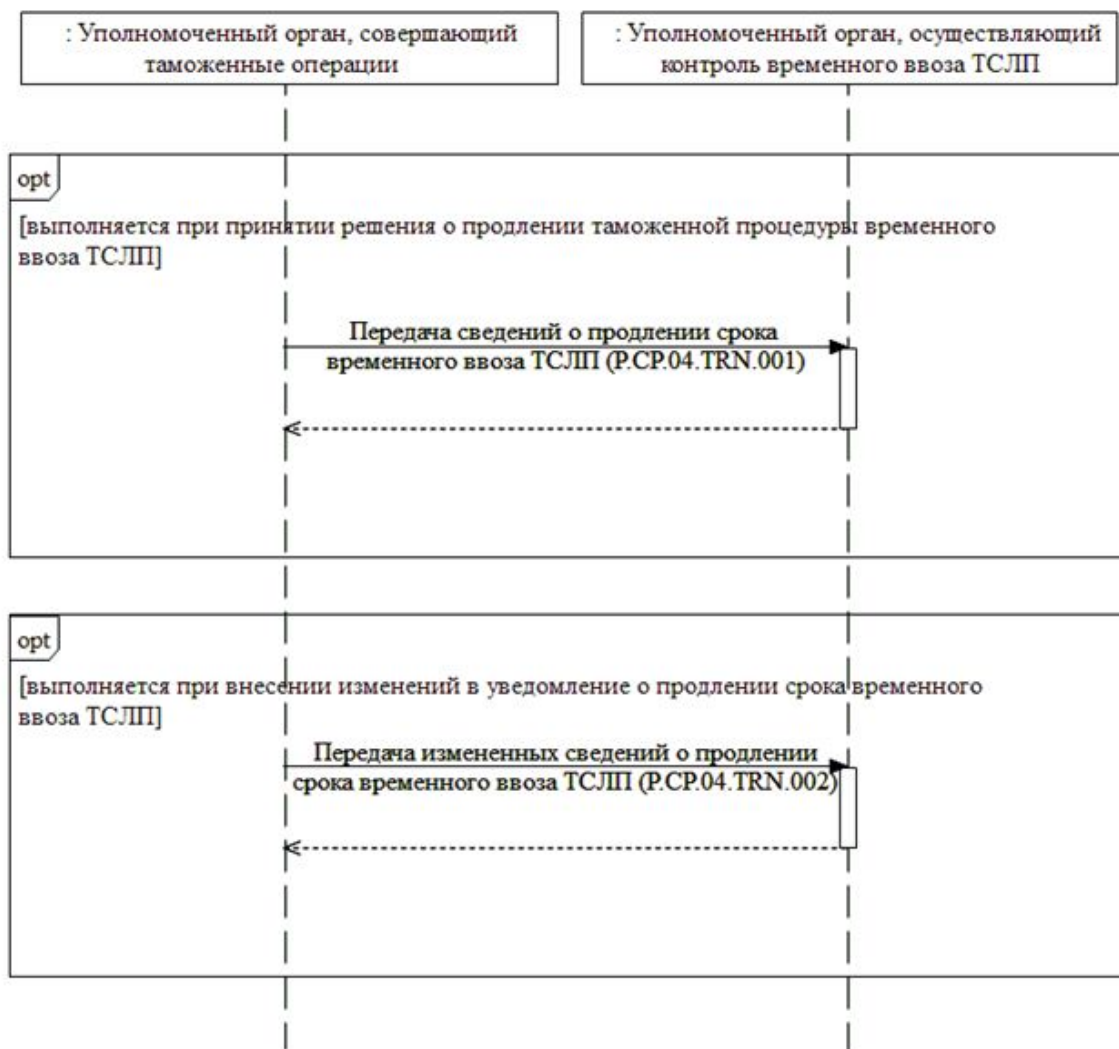 : Уполномоченный орган, совершающий
таможенные операции
: Уполномоченный орган, осуществляющий
контроль временного ввоза ТСЛП
opt
[выполняется при принятии решения о продлении таможенной процедуры временного
ввоза ТСЛП]
Передача сведений о продлении срока
временного ввоза ТСЛП (P.CP.04.TRN.001)
opt
[выполняется при внесении изменений в уведомление о продлении срока временного
ввоза ТСЛП]
Передача измененных сведений о продлении
срока временного ввоза ТСЛП (P.CP.04.TRN.002)